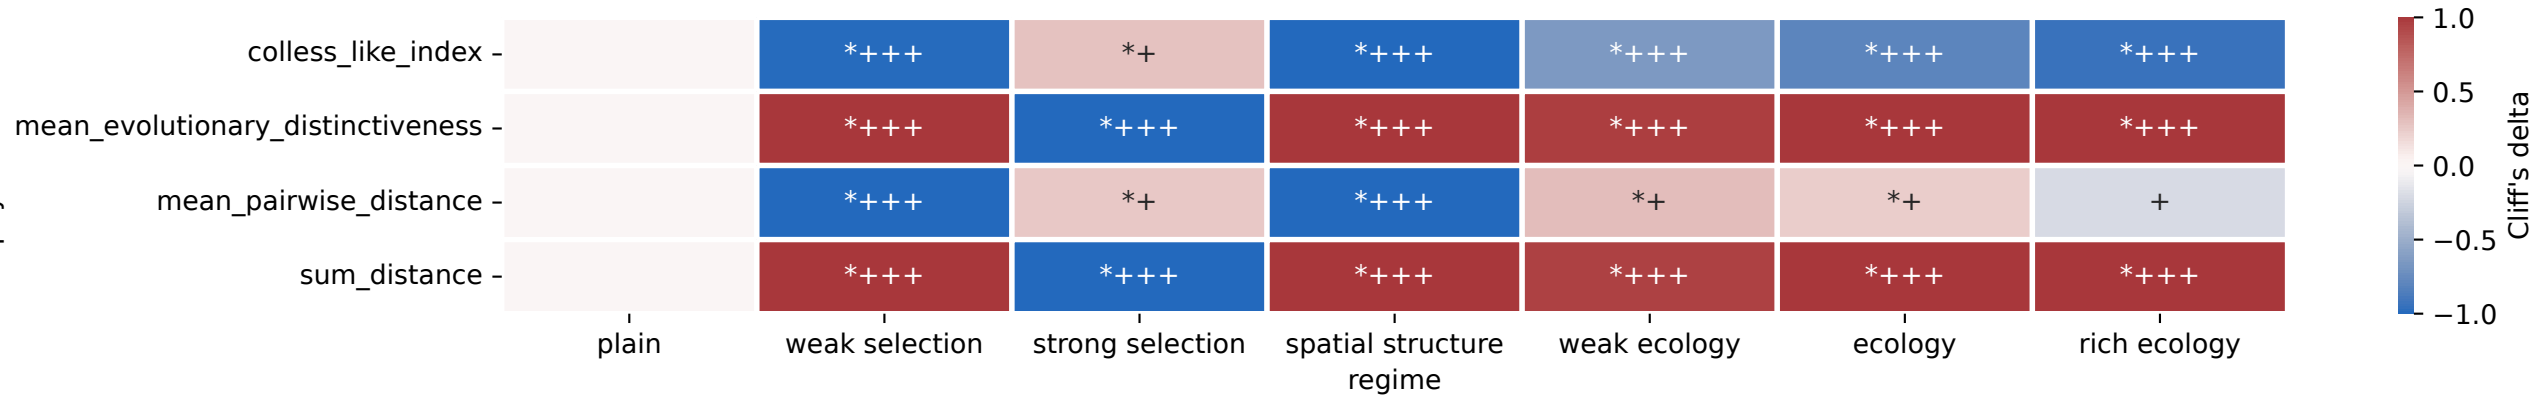 colless_like_index *+++ *+ *+++ *+++ *+++ *+++
mean_evolutionary_distinctiveness *+++ *+++ *+++ *+++ *+++ *+++
mean_pairwise_distance *+++ *+ *+++ *+ *+ +
sum_distance *+++ *+++ *+++ *+++ *+++ *+++
plain weak selection strong selection spatial structure weak ecology ecology rich ecology
regime
1.0
0.5
0.0
−0.5
−1.0
Cliff's delta